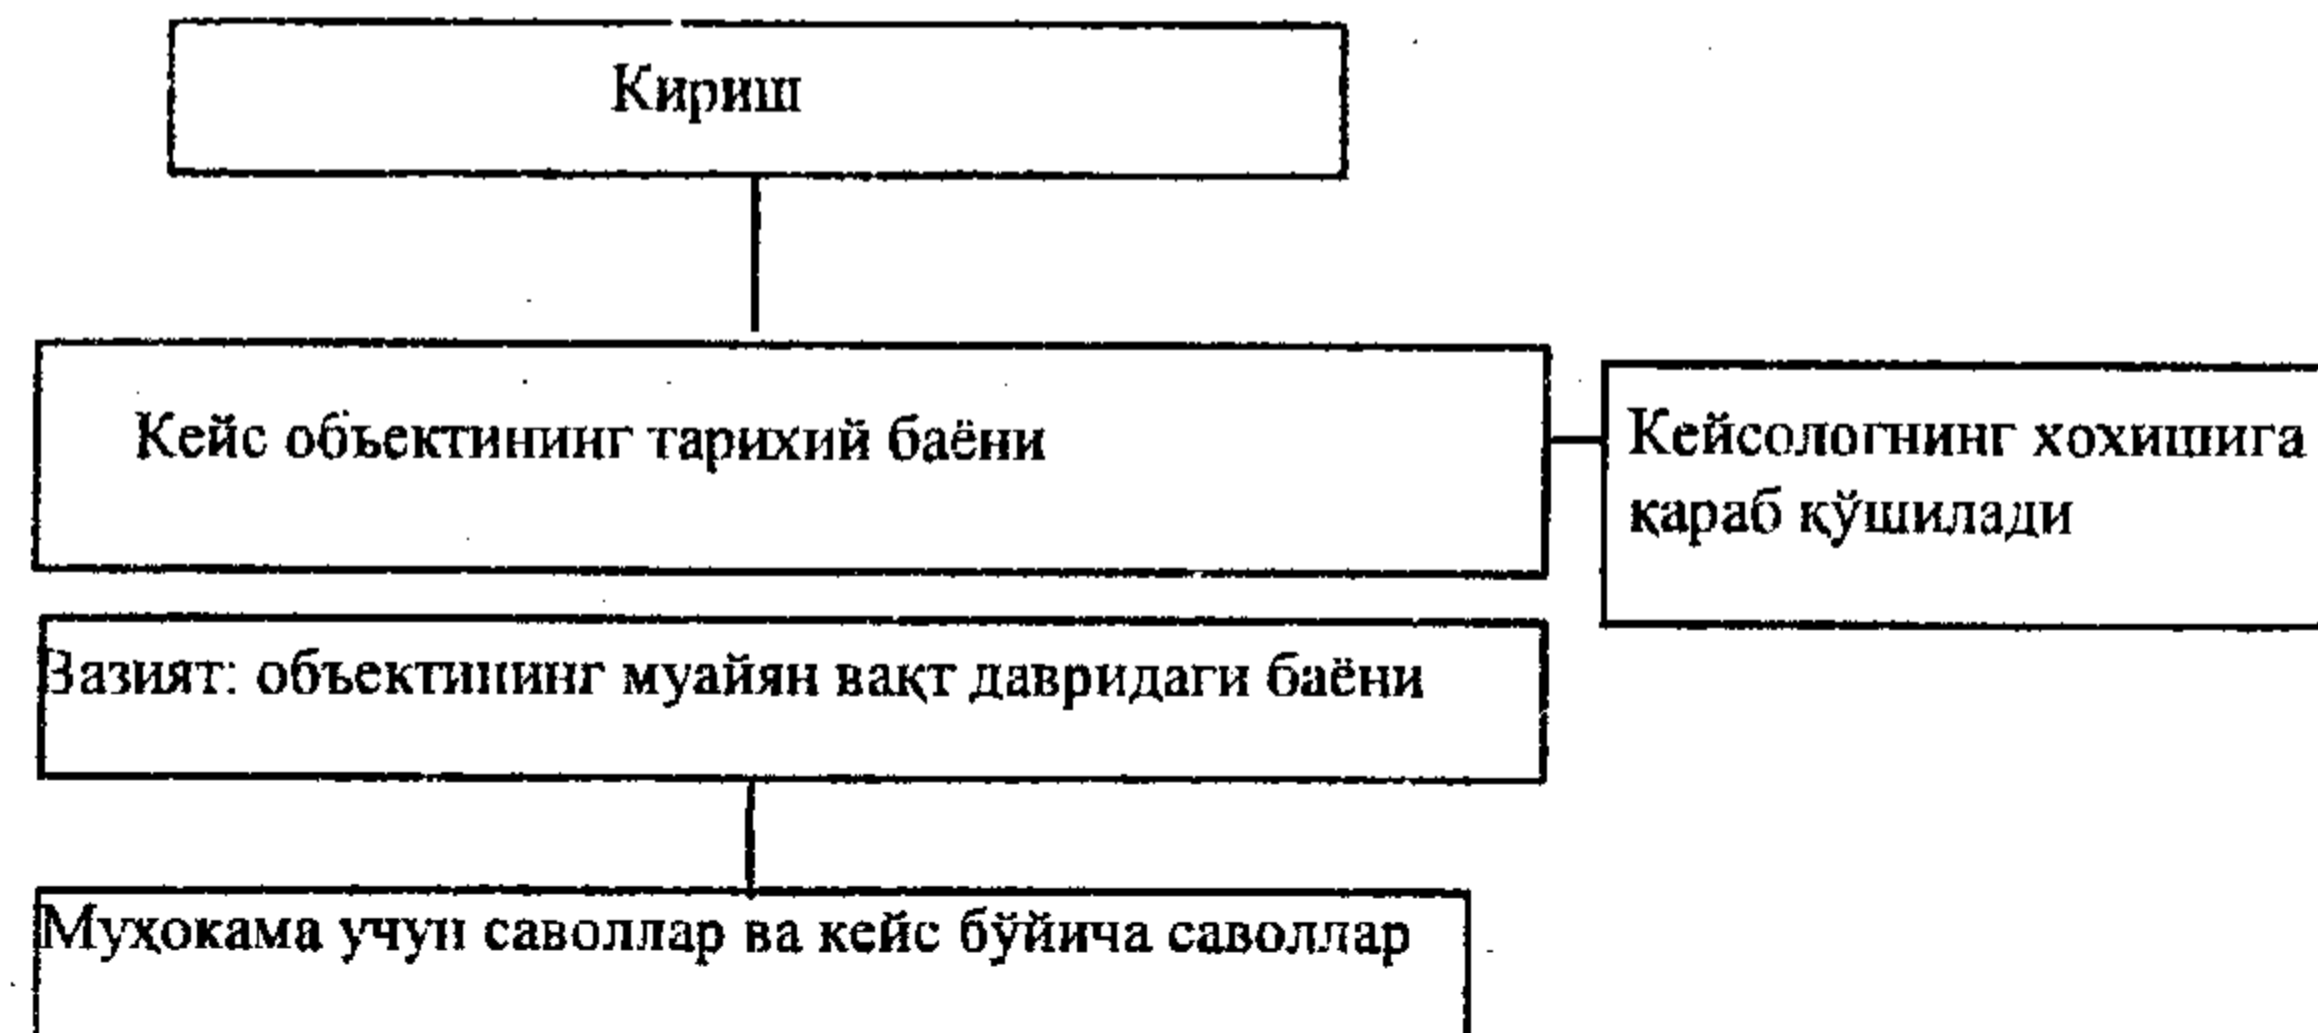 Кириш
Кейс объектининг тарихий баёни
Кейсологнинг хохишига
қараб қўшилади
Вазият: объектининг муайян вақт давридаги баёни
Муҳокама учун саволлар ва кейс бўйича саволлар